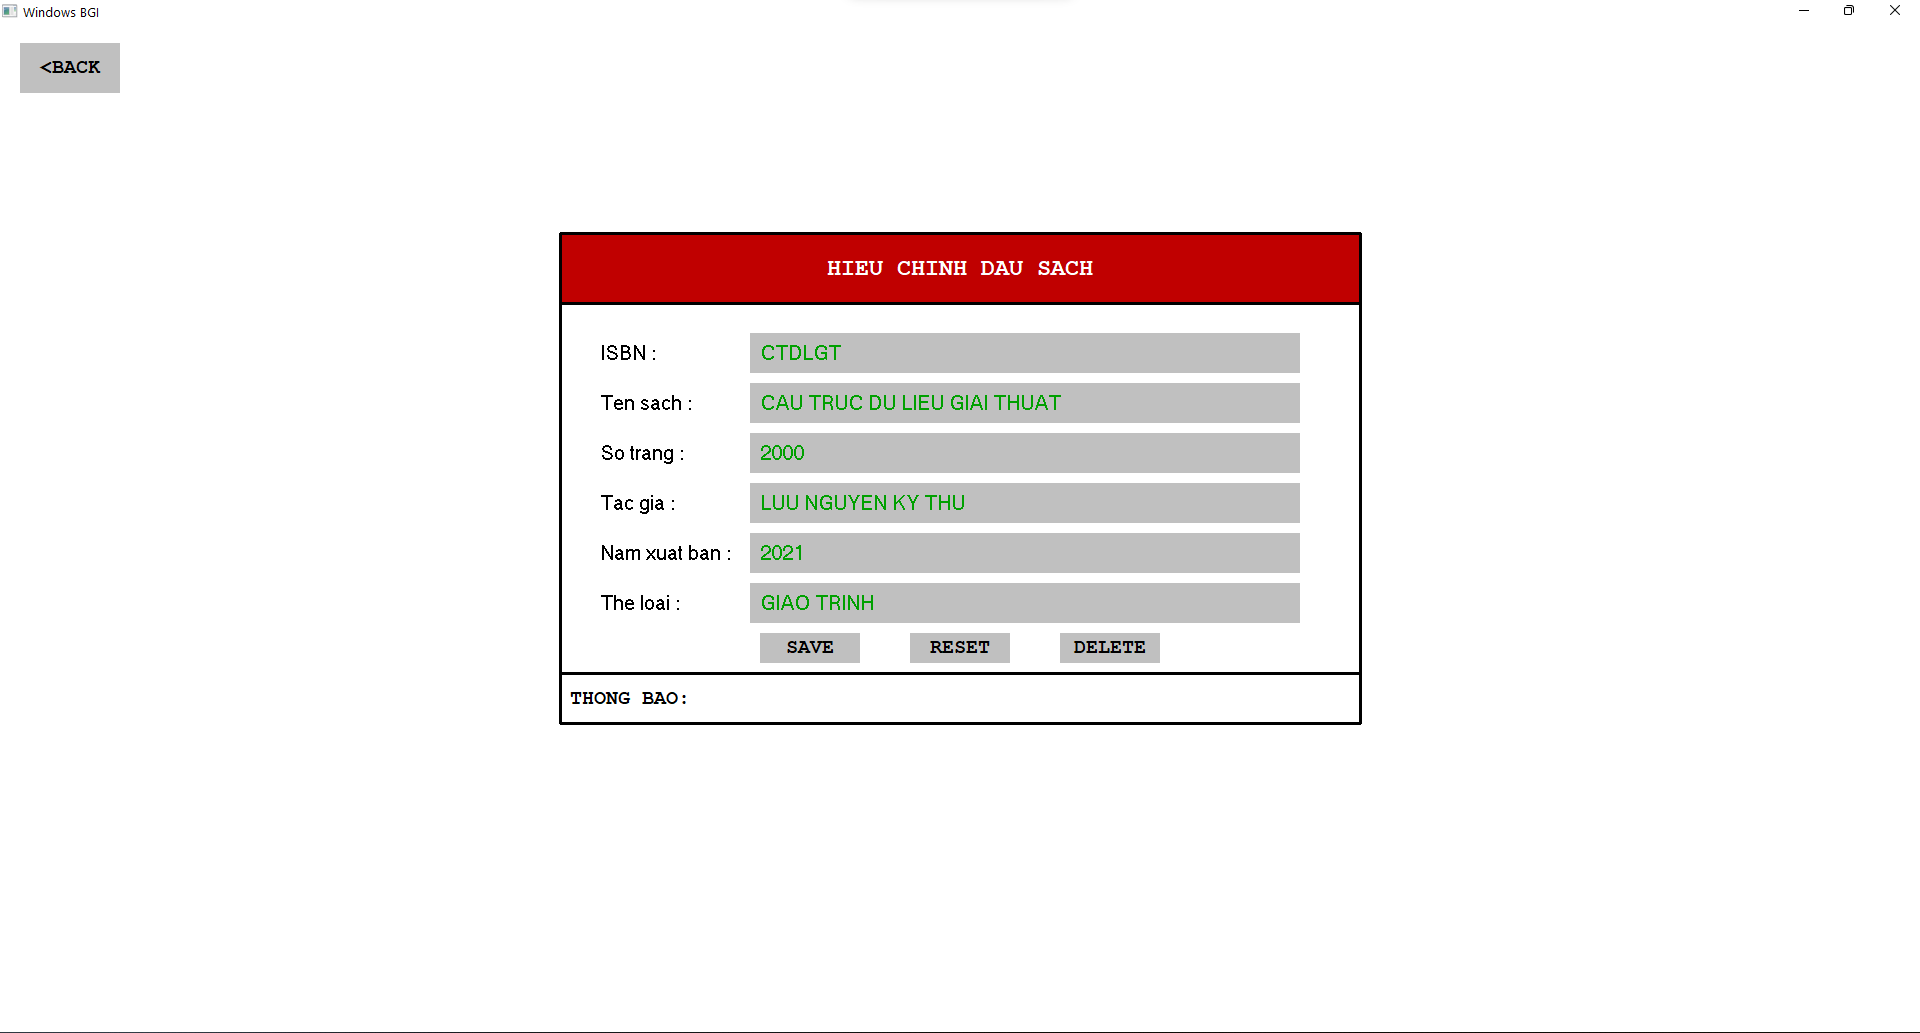 Windows BGI
<BACK
HIEU CHINH DAU SACH
ISBN : CTDLGT
Ten sach : CAU TRUC DU LIEU GIAI THUAT
So trang : 2000
Tac gia : LUU NGUYEN KY THU
Nam xuat ban : 2021
The loai : GIAO TRINH
SAVE RESET DELETE
THONG BAO: